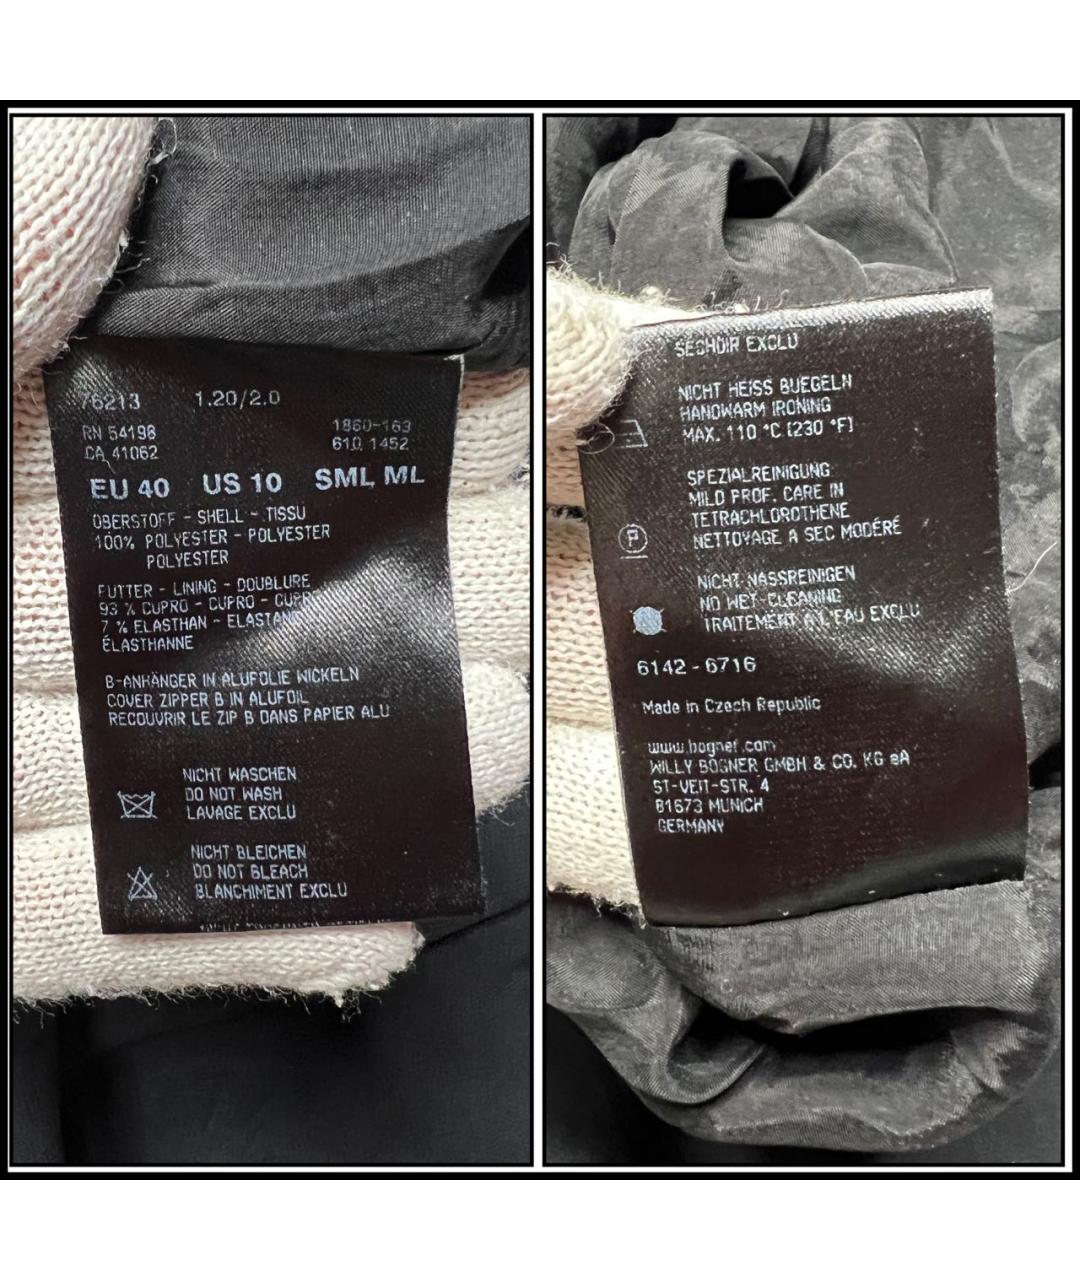 76213 1.20/2.0
RN 54198 1860-163
CA 41062 610 1452
EU 40 US 10 SML ML
OBERSTOFF - SHELL - TISSU
100% POLYESTER - POLYESTER
POLYESTER
FUTTER - LINING - DOUBLURE
93 % CUPRO - CUPRO - CUPR
7 % ELASTHAN - ELASTAN
ÉLASTHANNE
B-ANHÄNGER IN ALUFOLIE WICKELN
COVER ZIPPER B IN ALUFOIL
RECOUVRIR LE ZIP B DANS PAPIER ALU
NICHT WASCHEN
DO NOT WASH
LAVAGE EXCLU
NICHT BLEICHEN
DO NOT BLEACH
BLANCHIMENT EXCLU
SECHOIR EXCLU
NICHT HEISS BUEGELN
HANDWARM IRONING
MAX. 110 °C (230 °F)
SPEZIALREINIGUNG
MILD PROF. CARE IN
TETRACHLOROTHENE
NETTOYAGE A SEC MODÉRÉ
P
NICHT NASSREINIGEN
NO WET-CLEANING
TRAITEMENT A L'EAU EXCLU
6142 - 6716
Made in Czech Republic
www.bogner.com
WILLY BOGNER GMBH & CO. KG aA
ST-VEIT-STR. 4
81673 MUNICH
GERMANY